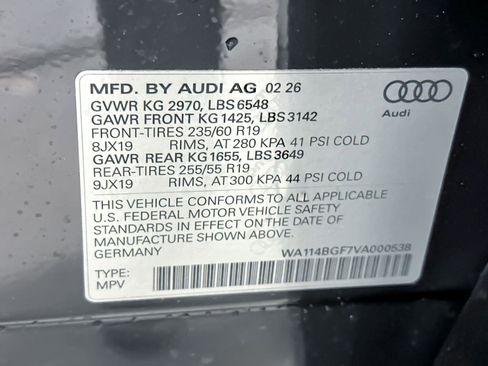 MFD. BY AUDI AG 02 26
GVWR KG 2970, LBS 6548
GAWR FRONT KG 1425, LBS 3142
FRONT-TIRES 235/60 R19
8JX19 RIMS, AT 280 KPA 41 PSI COLD
GAWR REAR KG 1655, LBS 3649
REAR-TIRES 255/55 R19
9JX19 RIMS, AT 300 KPA 44 PSI COLD
THIS VEHICLE CONFORMS TO ALL APPLICABLE
U.S. FEDERAL MOTOR VEHICLE SAFETY
STANDARDS IN EFFECT ON THE DATE OF
MANUFACTURE SHOWN ABOVE.
GERMANY WA114BGF7VA000538
TYPE:
MPV
Audi